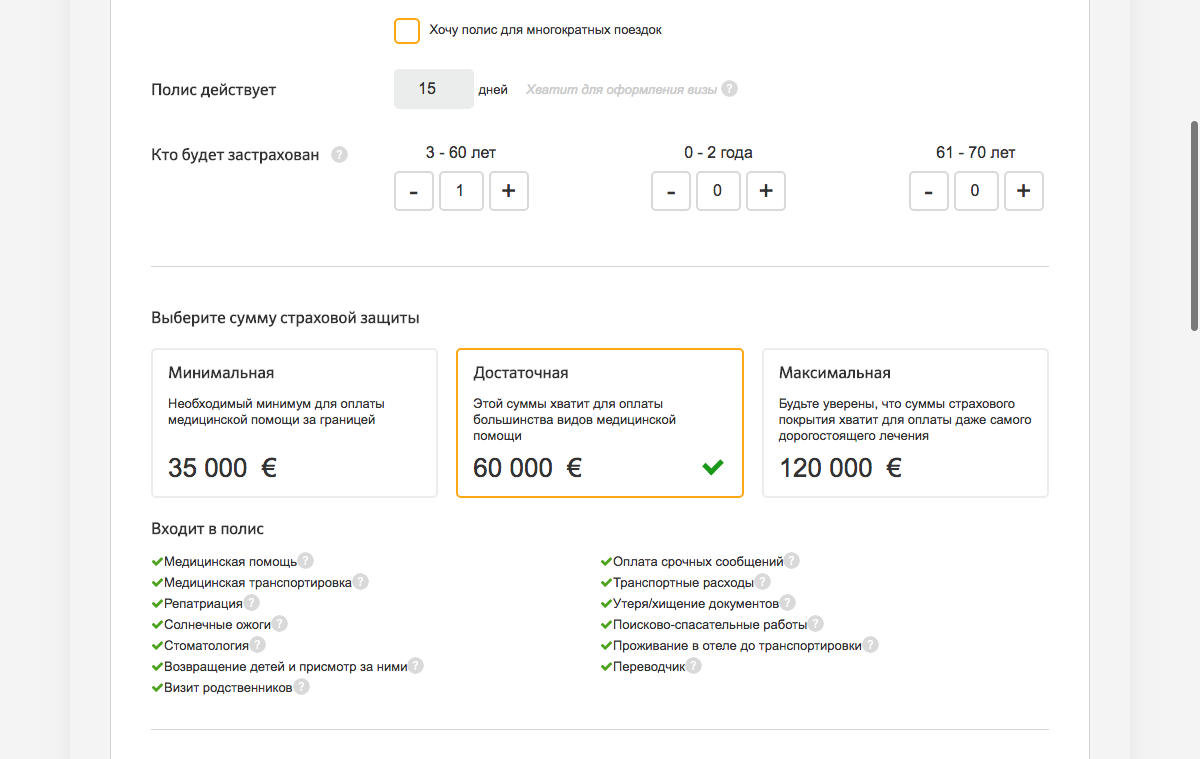 Хочу полис для многократных поездок
Полис действует
15
дней
Хватит для оформления визы ?
Кто будет застрахован ?
3 - 60 лет
0 - 2 года
61 - 70 лет
- 1 +
- 0 +
- 0 +
Выберите сумму страховой защиты
Минимальная
Необходимый минимум для оплаты
медицинской помощи за границей
35 000 €
Достаточная
Этой суммы хватит для оплаты
большинства видов медицинской
помощи
60 000 €
Максимальная
Будьте уверены, что суммы страхового
покрытия хватит для оплаты даже самого
дорогостоящего лечения
120 000 €
Входит в полис
Медицинская помощь ?
Медицинская транспортировка ?
Репатриация ?
Солнечные ожоги ?
Стоматология ?
Возвращение детей и присмотр за ними ?
Визит родственников ?
Оплата срочных сообщений ?
Транспортные расходы ?
Утеря/хищение документов ?
Поисково-спасательные работы ?
Проживание в отеле до транспортировки ?
Переводчик ?